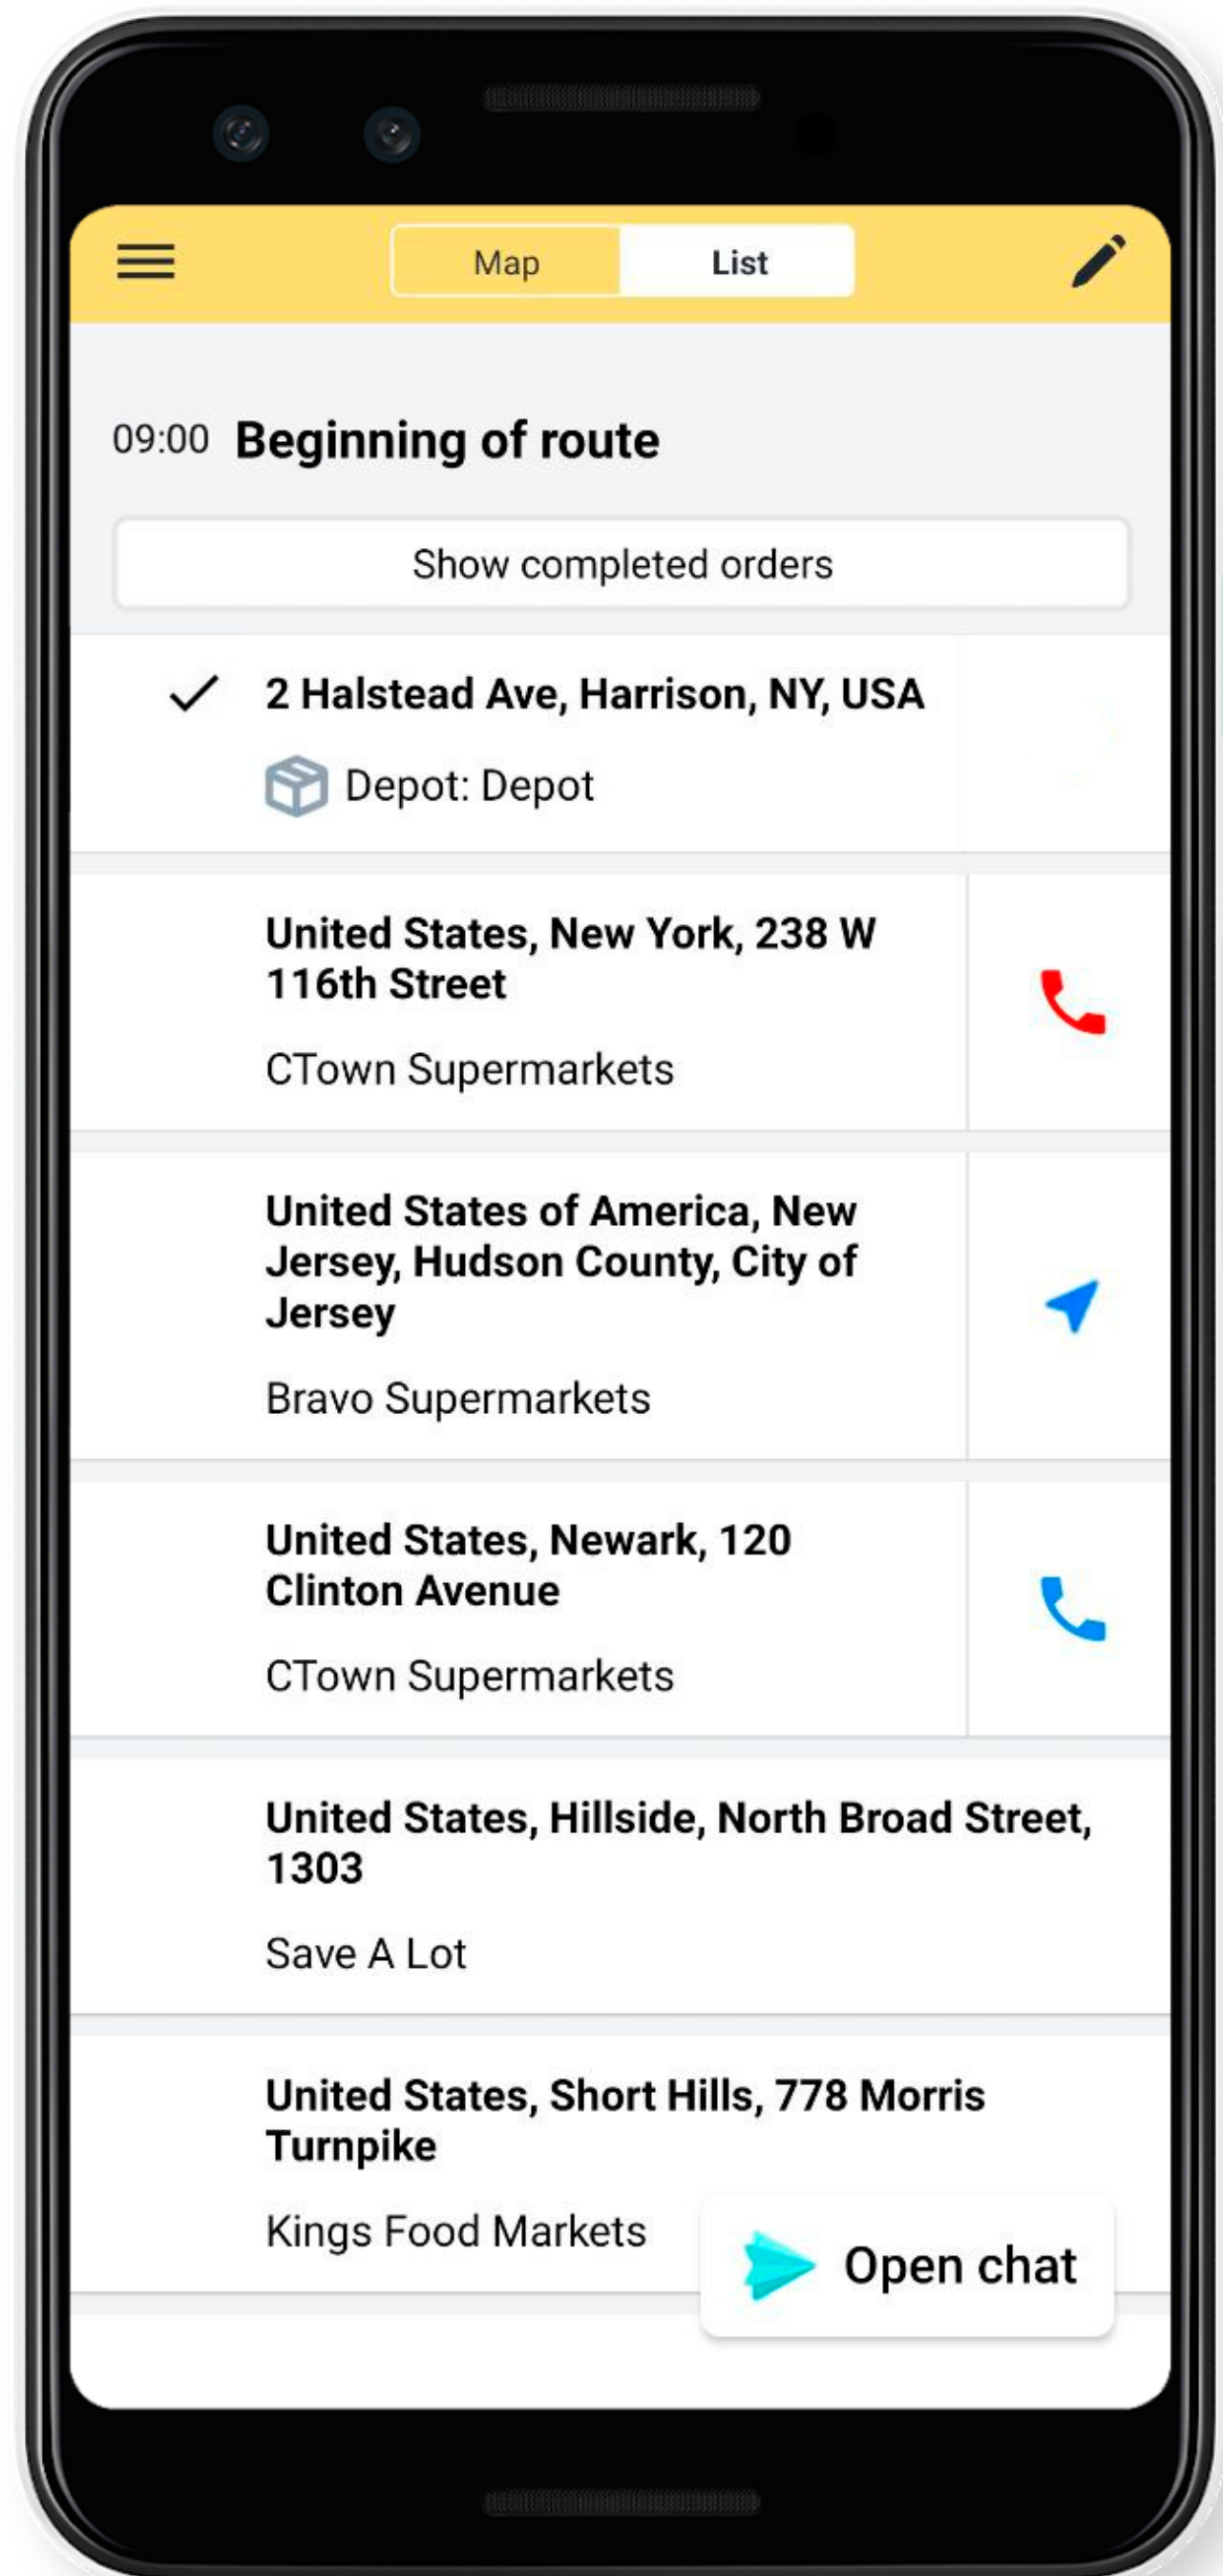 Map List
09:00 Beginning of route
Show completed orders
2 Halstead Ave, Harrison, NY, USA
Depot: Depot
United States, New York, 238 W
116th Street
CTown Supermarkets
United States of America, New
Jersey, Hudson County, City of
Jersey
Bravo Supermarkets
United States, Newark, 120
Clinton Avenue
CTown Supermarkets
United States, Hillside, North Broad Street,
1303
Save A Lot
United States, Short Hills, 778 Morris
Turnpike
Kings Food Markets
Open chat